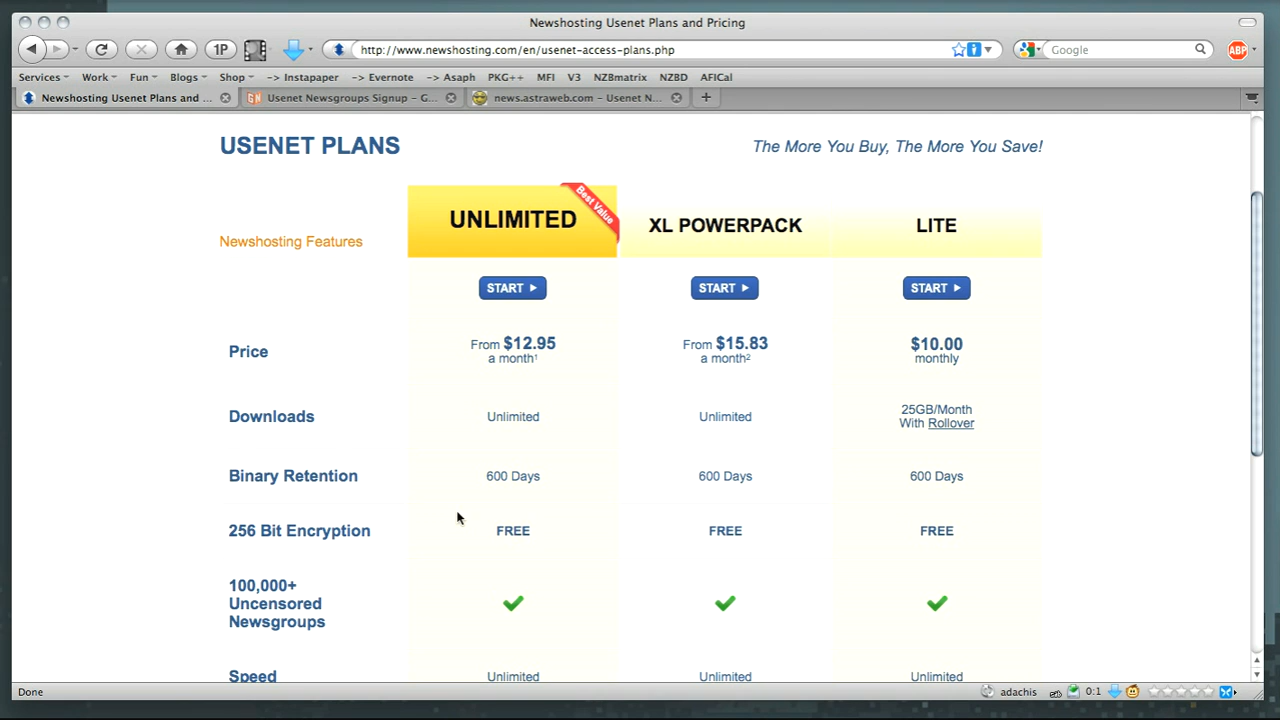 Newshosting Usenet Plans and Pricing
1P
http://www.newshosting.com/en/usenet-access-plans.php
Google
ABP
Services Work Fun Blogs Shop -> Instapaper -> Evernote -> Asaph PKG++ MFI V3 NZBmatrix NZBD AFICal
Newshosting Usenet Plans and ... GN Usenet Newsgroups Signup - G... news.astraweb.com - Usenet N... +
USENET PLANS
The More You Buy, The More You Save!
Best Value
UNLIMITED XL POWERPACK LITE
Newshosting Features
START START START
Price From $12.95 a month¹ From $15.83 a month² $10.00 monthly
Downloads Unlimited Unlimited 25GB/Month With Rollover
Binary Retention 600 Days 600 Days 600 Days
256 Bit Encryption FREE FREE FREE
100,000+
Uncensored
Newsgroups
Speed Unlimited Unlimited Unlimited
Done adachis 0:1